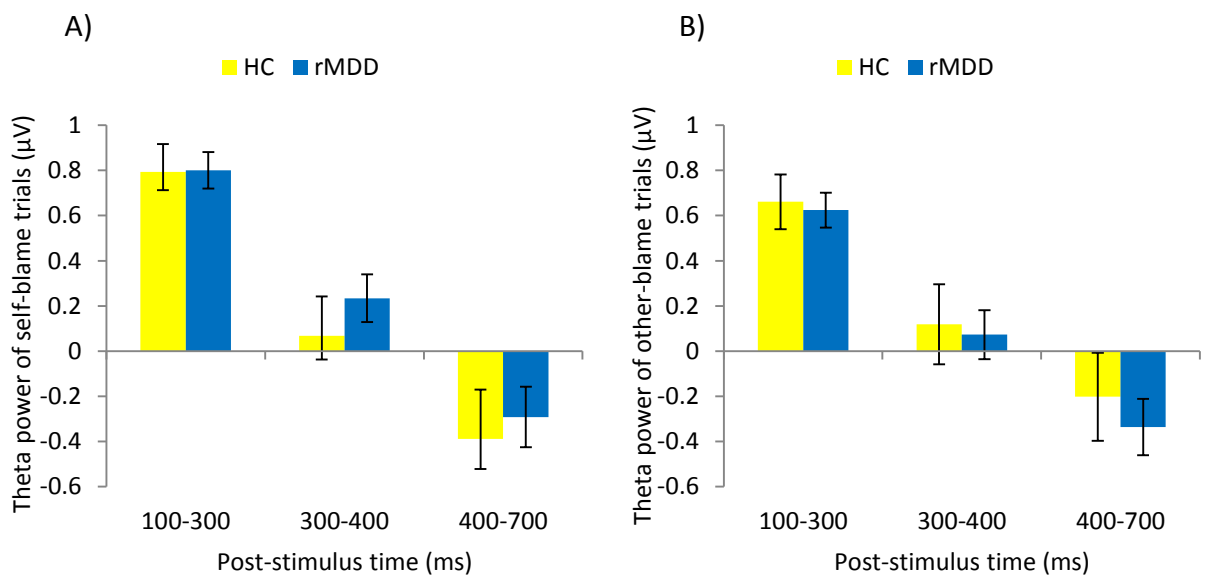 A)
HC rMDD
Theta power of self-blame trials (µV)
1
0.8
0.6
0.4
0.2
0
-0.2
-0.4
-0.6
100-300 300-400 400-700
Post-stimulus time (ms)
B)
HC rMDD
Theta power of other-blame trials (µV)
1
0.8
0.6
0.4
0.2
0
-0.2
-0.4
-0.6
100-300 300-400 400-700
Post-stimulus time (ms)